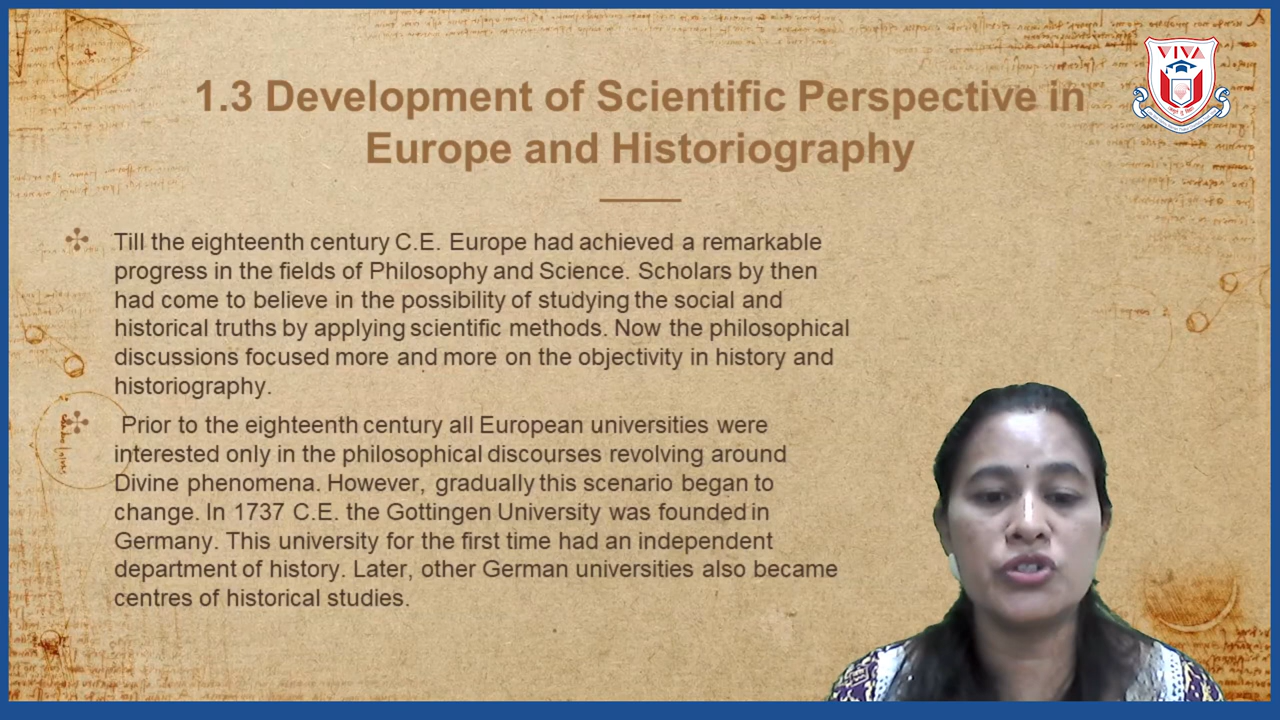 VIVA
1.3 Development of Scientific Perspective in
Europe and Historiography
Till the eighteenth century C.E. Europe had achieved a remarkable
progress in the fields of Philosophy and Science. Scholars by then
had come to believe in the possibility of studying the social and
historical truths by applying scientific methods. Now the philosophical
discussions focused more and more on the objectivity in history and
historiography.
Prior to the eighteenth century all European universities were
interested only in the philosophical discourses revolving around
Divine phenomena. However, gradually this scenario began to
change. In 1737 C.E. the Gottingen University was founded in
Germany. This university for the first time had an independent
department of history. Later, other German universities also became
centres of historical studies.